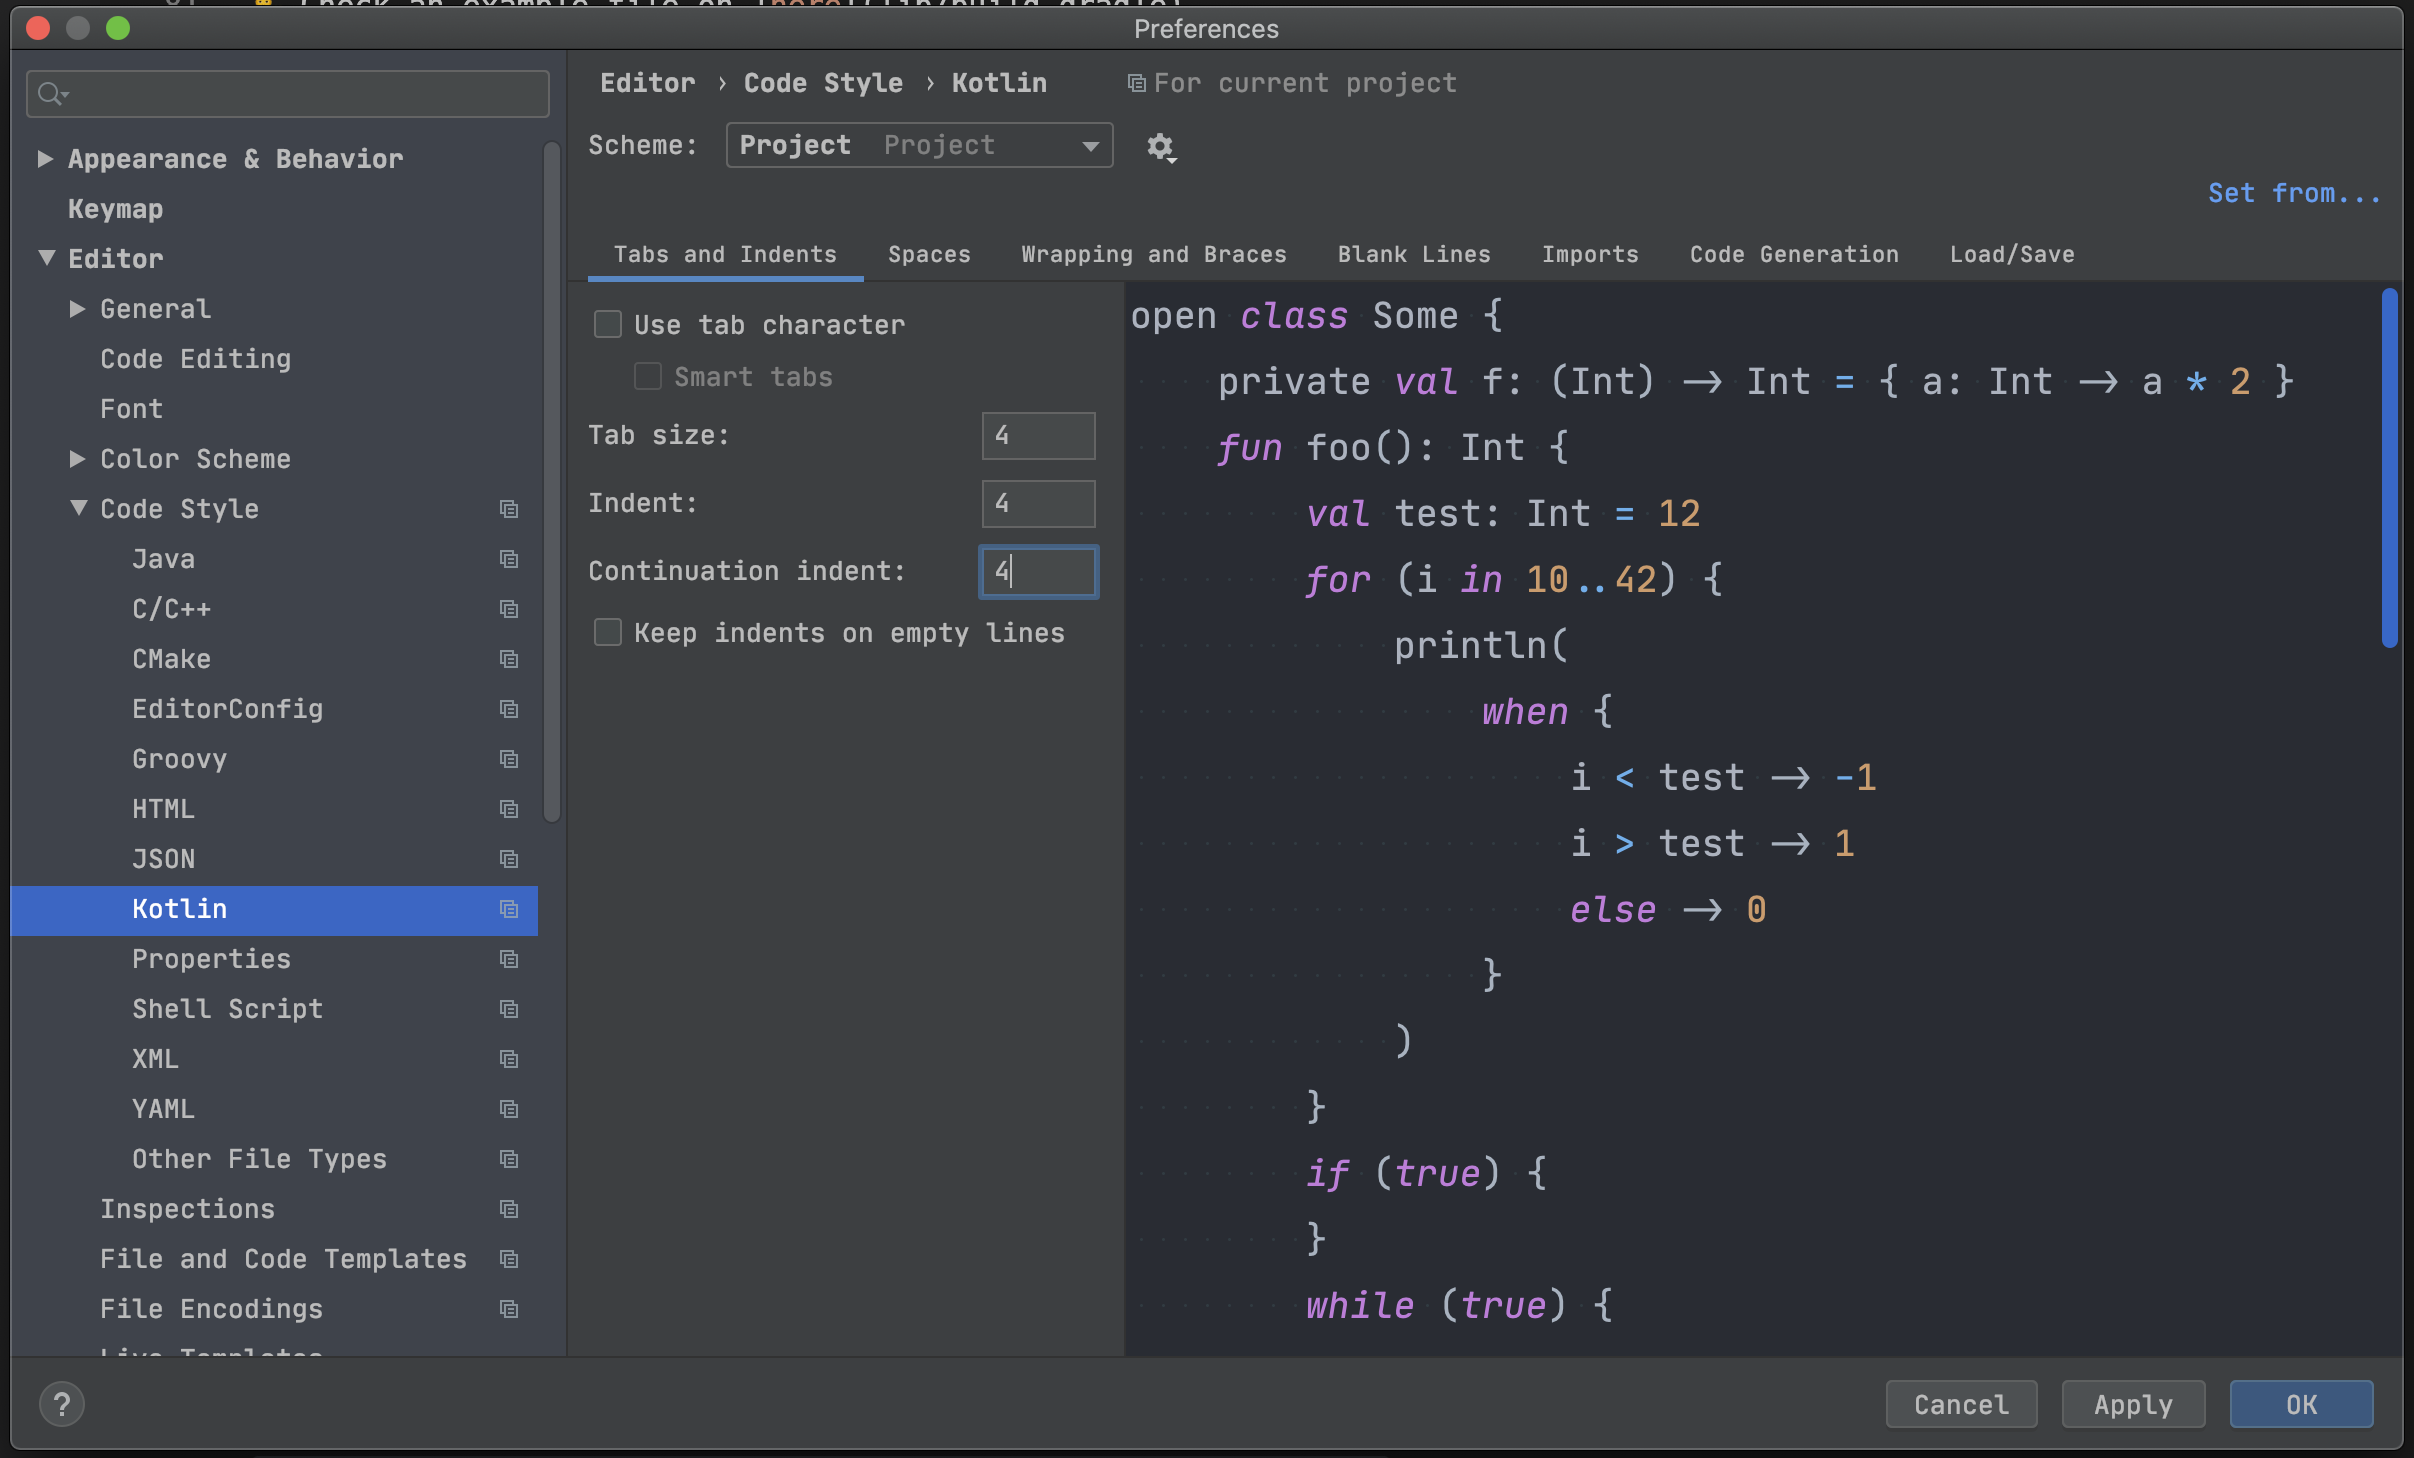 Preferences
Appearance & Behavior
Keymap
Editor
General
Code Editing
Font
Color Scheme
Code Style
Java
C/C++
CMake
EditorConfig
Groovy
HTML
JSON
Kotlin
Properties
Shell Script
XML
YAML
Other File Types
Inspections
File and Code Templates
File Encodings
Editor › Code Style › Kotlin For current project
Scheme: Project Project
Set from...
Tabs and Indents Spaces Wrapping and Braces Blank Lines Imports Code Generation Load/Save
Use tab character
Smart tabs
Tab size: 4
Indent: 4
Continuation indent: 4
Keep indents on empty lines
open class Some {
private val f: (Int) -> Int = { a: Int -> a * 2 }
fun foo(): Int {
val test: Int = 12
for (i in 10..42) {
println(
when {
i < test -> -1
i > test -> 1
else -> 0
}
)
}
if (true) {
}
while (true) {
?
Cancel Apply OK